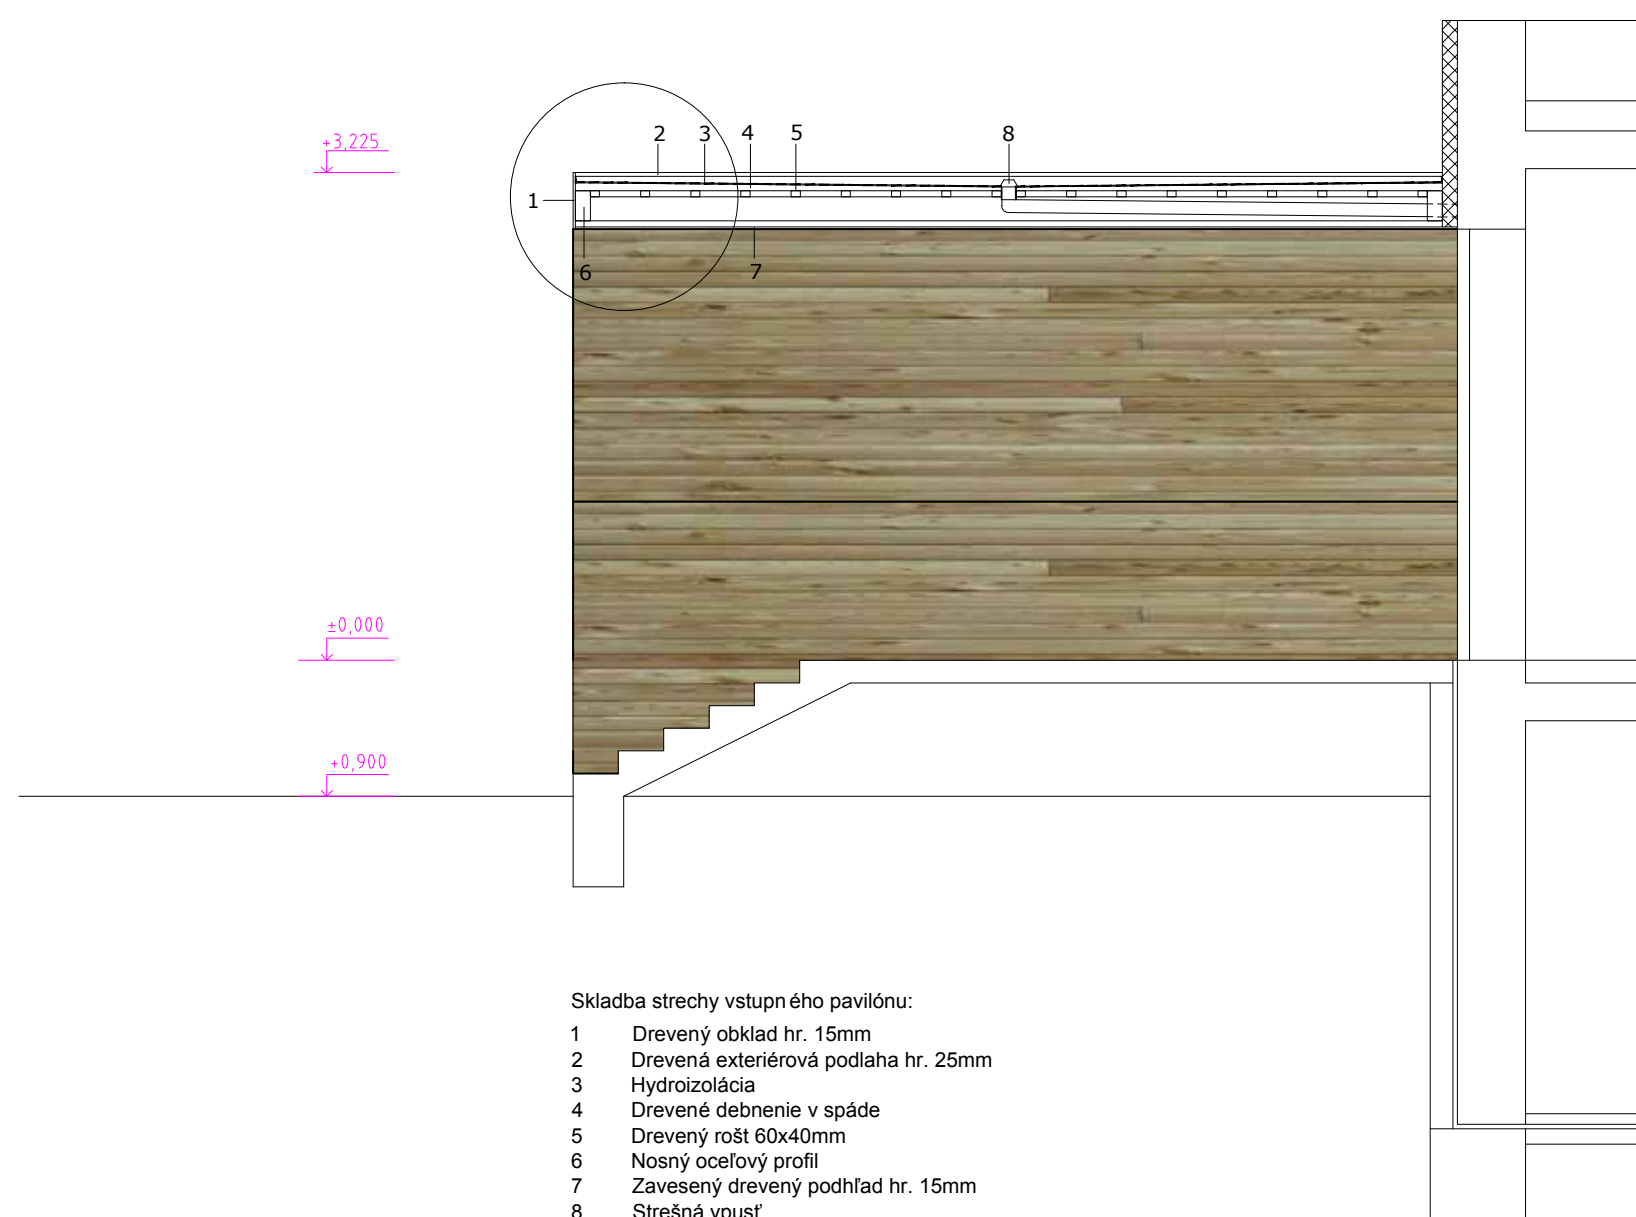 +3,225
2 3 4 5 8
1
6 7
±0,000
+0,900
Skladba strechy vstupného pavilónu:
1 Drevený obklad hr. 15mm
2 Drevená exteriérová podlaha hr. 25mm
3 Hydroizolácia
4 Drevené debnenie v spáde
5 Drevený rošt 60x40mm
6 Nosný oceľový profil
7 Zavesený drevený podhľad hr. 15mm
8 Strešná vpusť